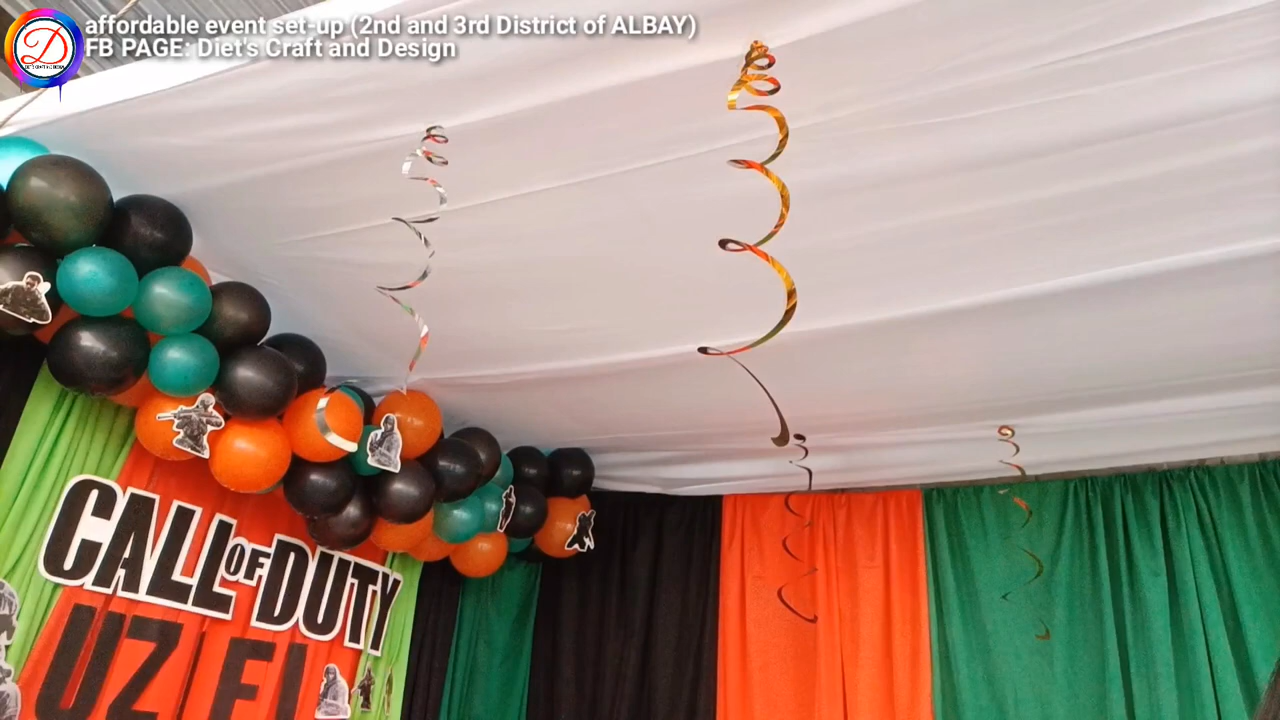 affordable event set-up (2nd and 3rd District of ALBAY)
FB PAGE: Diet's Craft and Design
D
CALL OF DUTY